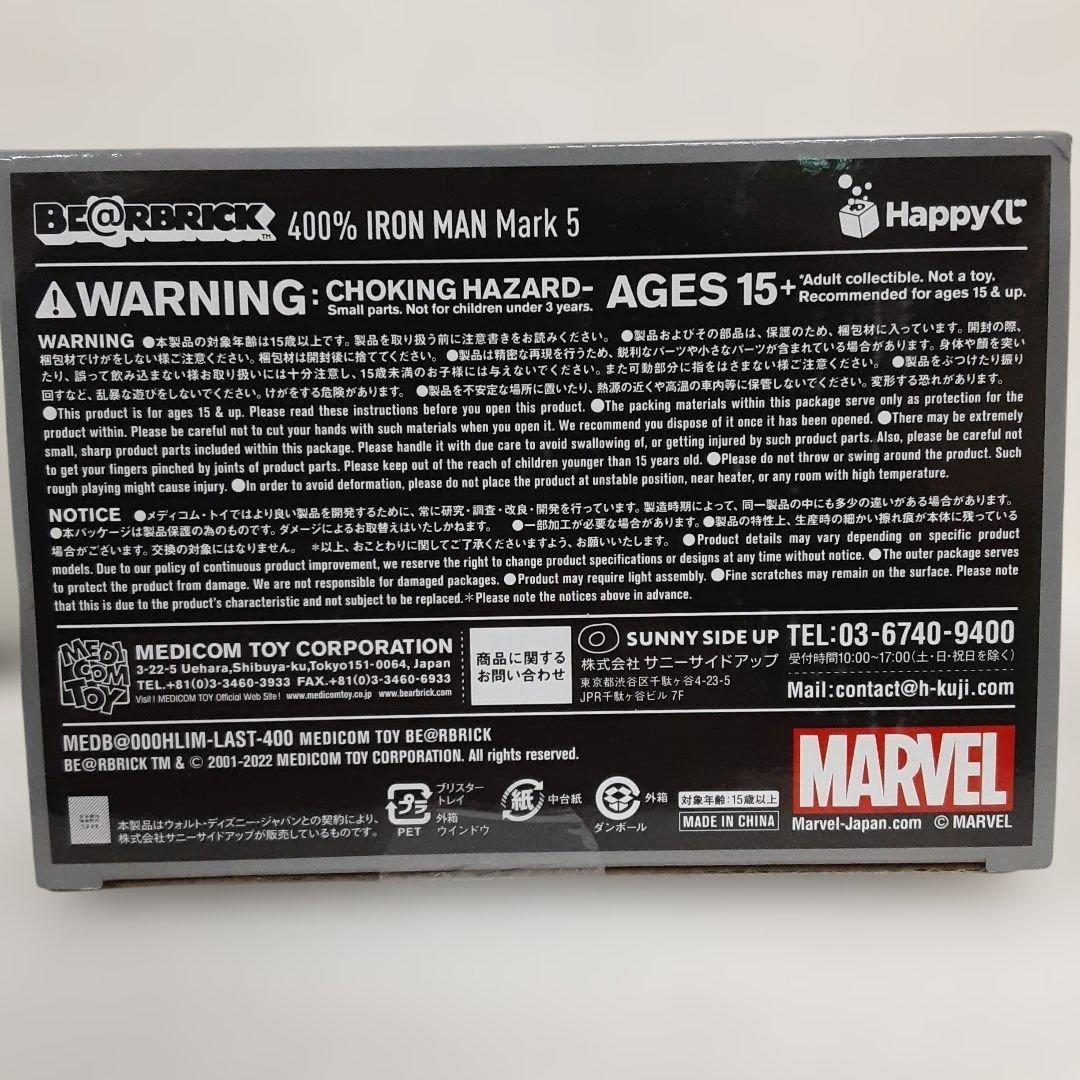 BE@RBRICK TM 400% IRON MAN Mark 5
Happyくじ
⚠WARNING: CHOKING HAZARD-
Small parts. Not for children under 3 years.
AGES 15+
*Adult collectible. Not a toy.
Recommended for ages 15 & up.
WARNING ●本製品の対象年齢は15歳以上です。製品を取り扱う前に注意書きをお読みください。 ●製品およびその部品は、保護のため、梱包材に入っています。開封の際、
梱包材でけがをしない様ご注意ください。梱包材は開封後に捨ててください。 ●製品は精密な再現を行うため、鋭利なパーツや小さなパーツが含まれている場合があります。身体や顔を突い
たり、誤って飲み込まない様お取り扱いには十分注意し、15歳未満のお子様には与えないでください。また可動部分に指をはさまない様ご注意ください。 ●製品をぶつけたり振り
回すなど、乱暴な遊びをしないでください。けがをする危険があります。 ●製品を不安定な場所に置いたり、熱源の近くや高温の車内等に保管しないでください。変形する恐れがあります。
●This product is for ages 15 & up. Please read these instructions before you open this product. ●The packing materials within this package serve only as protection for the
product within. Please be careful not to cut your hands with such materials when you open it. We recommend you dispose of it once it has been opened. ●There may be extremely
small, sharp product parts included within this package. Please handle it with due care to avoid swallowing of, or getting injured by such product parts. Also, please be careful not
to get your fingers pinched by joints of product parts. Please keep out of the reach of children younger than 15 years old. ●Please do not throw or swing around the product. Such
rough playing might cause injury. ●In order to avoid deformation, please do not place the product at unstable position, near heater, or any room with high temperature.
NOTICE ●メディコム・トイではより良い製品を開発するために、常に研究・調査・改良・開発を行っています。製造時期によって、同一製品の中にも多少の違いがある場合があります。
●本パッケージは製品保護の為のものです。ダメージによるお取替えはいたしかねます。 ●一部加工が必要な場合があります。●製品の特性上、生産時の細かい擦れ痕が本体に残っている
場合がございます。交換の対象にはなりません。 *以上、おことわりに関してご了承くださいますよう、お願いいたします。 ●Product details may vary depending on specific product
models. Due to our policy of continuous product improvement, we reserve the right to change product specifications or designs at any time without notice. ●The outer package serves
to protect the product from damage. We are not responsible for damaged packages. ●Product may require light assembly. ●Fine scratches may remain on the surface. Please note
that this is due to the product's characteristic and not subject to be replaced.*Please note the notices above in advance.
MEDICOM TOY
MEDICOM TOY CORPORATION
3-22-5 Uehara,Shibuya-ku,Tokyo151-0064, Japan
TEL.+81(0)3-3460-3933 FAX.+81(0)3-3460-6933
Visit ! MEDICOM TOY Official Web Site ! www.medicomtoy.co.jp www.bearbrick.com
商品に関する
お問い合わせ
SUNNY SIDE UP
株式会社 サニーサイドアップ
東京都渋谷区千駄ヶ谷4-23-5
JPR千駄ヶ谷ビル 7F
TEL:03-6740-9400
受付時間10:00~17:00(土・日・祝日を除く)
Mail:contact@h-kuji.com
MEDB@000HLIM-LAST-400 MEDICOM TOY BE@RBRICK
BE@RBRICK TM & © 2001-2022 MEDICOM TOY CORPORATION. All rights reserved.
本製品はウォルト・ディズニー・ジャパンとの契約により、
株式会社サニーサイドアップが販売しているものです。
プラ
PET
ブリスター
トレイ
外箱
ウインドウ
紙
中台紙
ダンボール
外箱
対象年齢:15歳以上
MADE IN CHINA
MARVEL
Marvel-Japan.com © MARVEL